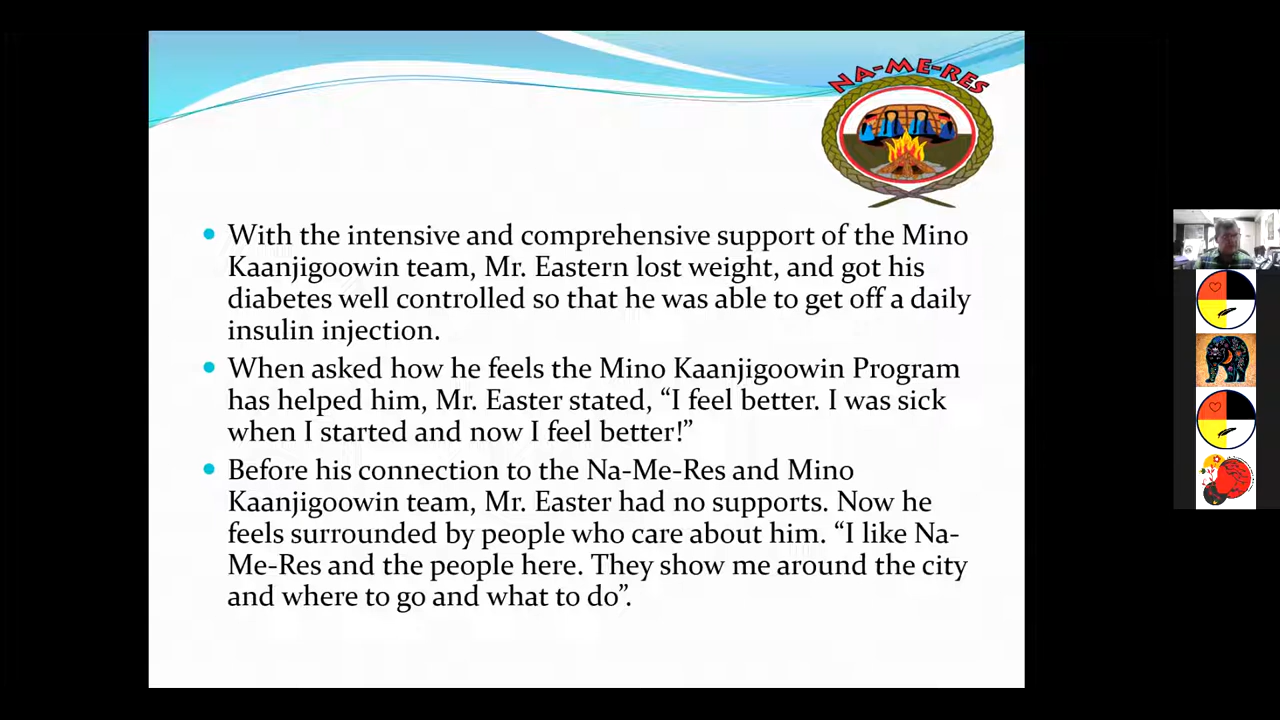 NA-ME-RES
With the intensive and comprehensive support of the Mino
Kaanjigoowin team, Mr. Eastern lost weight, and got his
diabetes well controlled so that he was able to get off a daily
insulin injection.
When asked how he feels the Mino Kaanjigoowin Program
has helped him, Mr. Easter stated, “I feel better. I was sick
when I started and now I feel better!”
Before his connection to the Na-Me-Res and Mino
Kaanjigoowin team, Mr. Easter had no supports. Now he
feels surrounded by people who care about him. “I like Na-
Me-Res and the people here. They show me around the city
and where to go and what to do”.